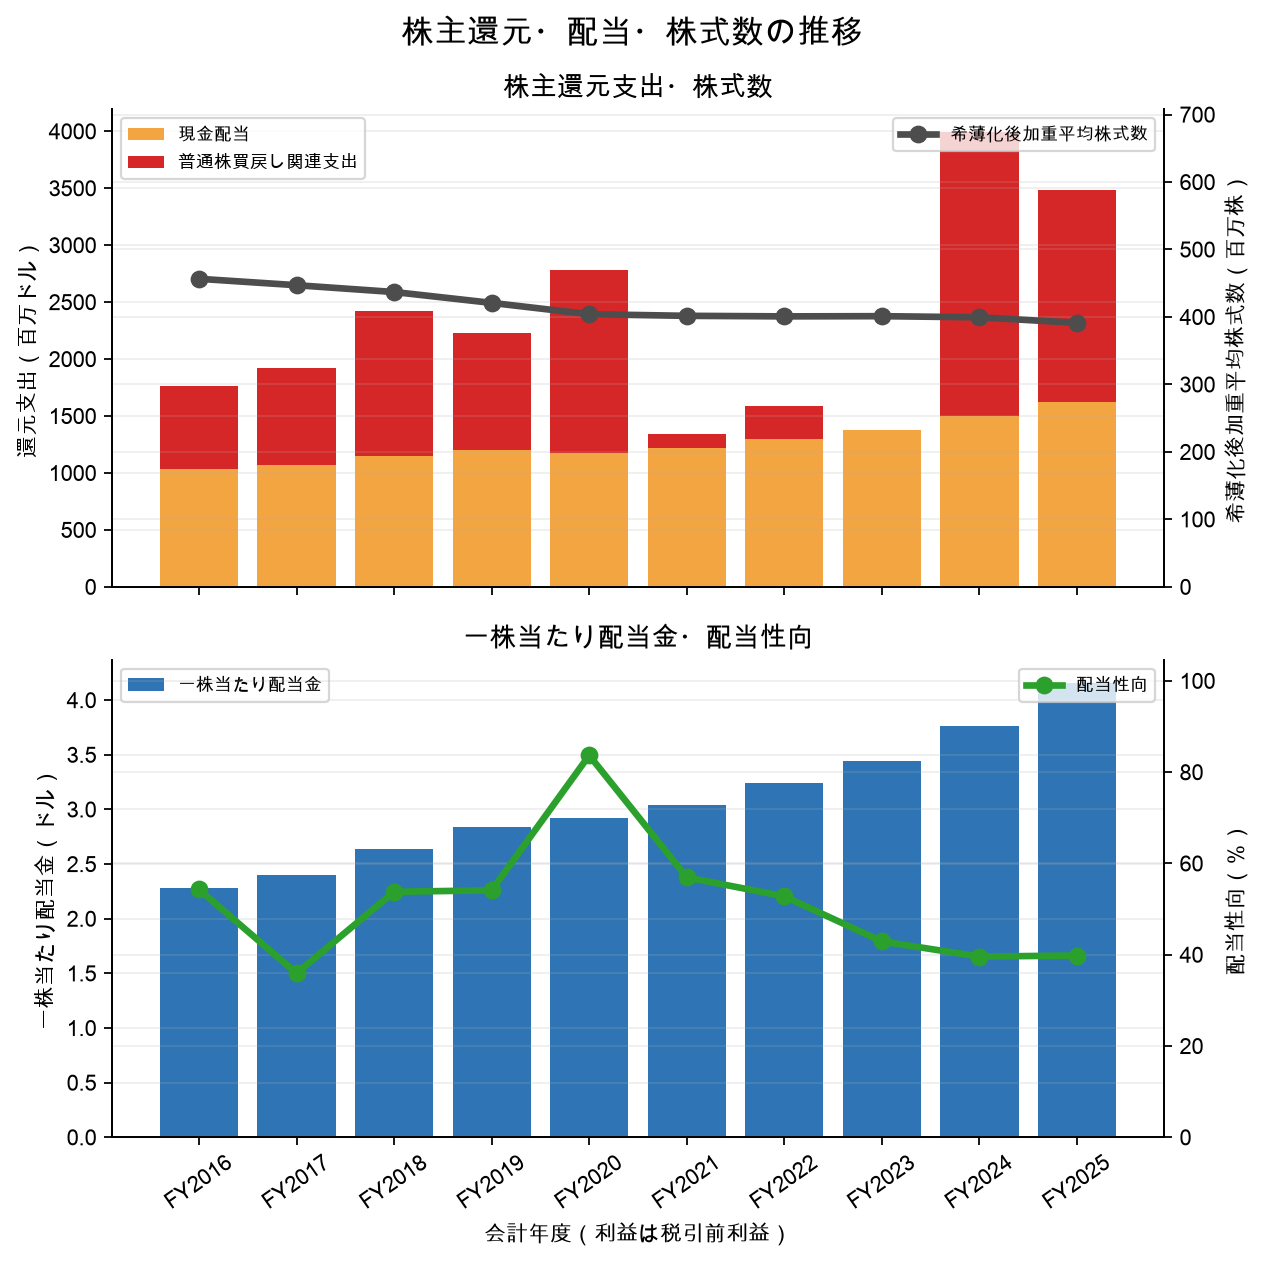 株主還元・配当・株式数の推移
株主還元支出・株式数
現金配当
普通株買戻し関連支出
希薄化後加重平均株式数
還元支出(百万ドル)
4000
3500
3000
2500
2000
1500
1000
500
0
700
600
500
400
300
200
100
0
希薄化後加重平均株式数(百万株)
一株当たり配当金・配当性向
一株当たり配当金
配当性向
一株当たり配当金(ドル)
4.0
3.5
3.0
2.5
2.0
1.5
1.0
0.5
0.0
100
80
60
40
20
0
配当性向(%)
FY2016
FY2017
FY2018
FY2019
FY2020
FY2021
FY2022
FY2023
FY2024
FY2025
会計年度(利益は税引前利益)